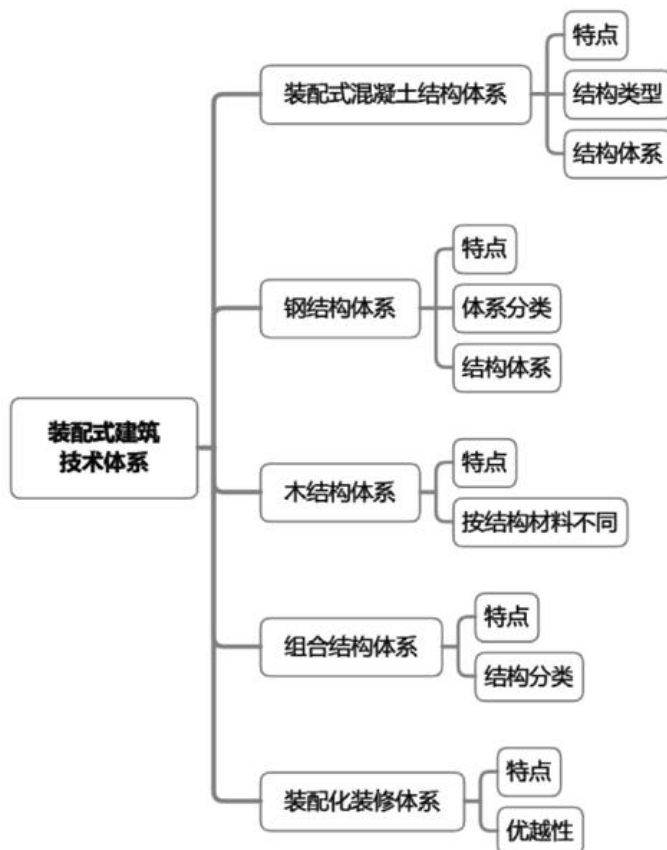 装配式建筑
技术体系
装配式混凝土结构体系
特点
结构类型
结构体系
钢结构体系
特点
体系分类
结构体系
木结构体系
特点
按结构材料不同
组合结构体系
特点
结构分类
装配化装修体系
特点
优越性